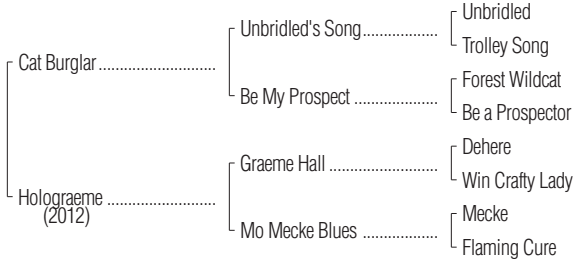 Unbridled
Unbridled's Song..................
Trolley Song
Cat Burglar............................
Forest Wildcat
Be My Prospect ....................
Be a Prospector
Dehere
Graeme Hall ..........................
Win Crafty Lady
Holograeme ..........................
(2012)
Mecke
Mo Mecke Blues ..................
Flaming Cure